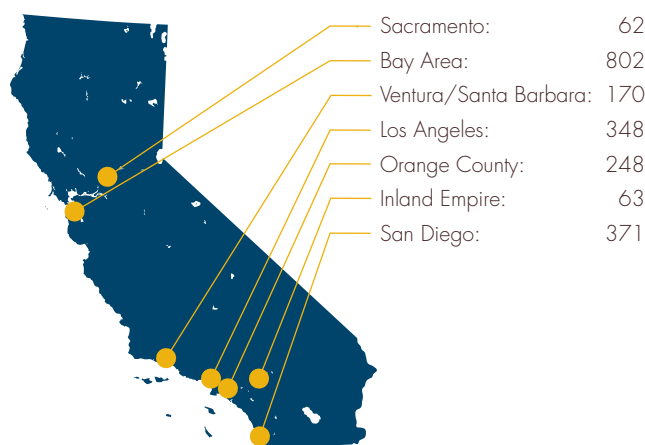 Sacramento: 62
Bay Area: 802
Ventura/Santa Barbara: 170
Los Angeles: 348
Orange County: 248
Inland Empire: 63
San Diego: 371